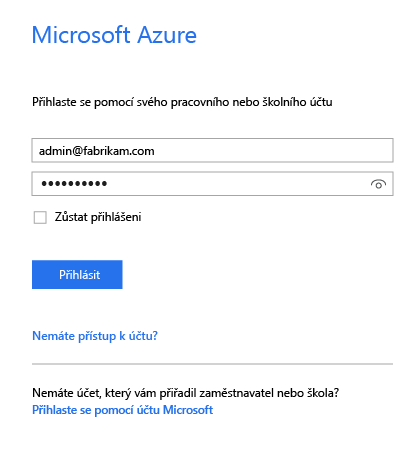 Microsoft Azure
Přihlaste se pomocí svého pracovního nebo školního účtu
admin@fabrikam.com
••••••••••
Zůstat přihlášeni
Přihlásit
Nemáte přístup k účtu?
Nemáte účet, který vám přiřadil zaměstnavatel nebo škola?
Přihlaste se pomocí účtu Microsoft